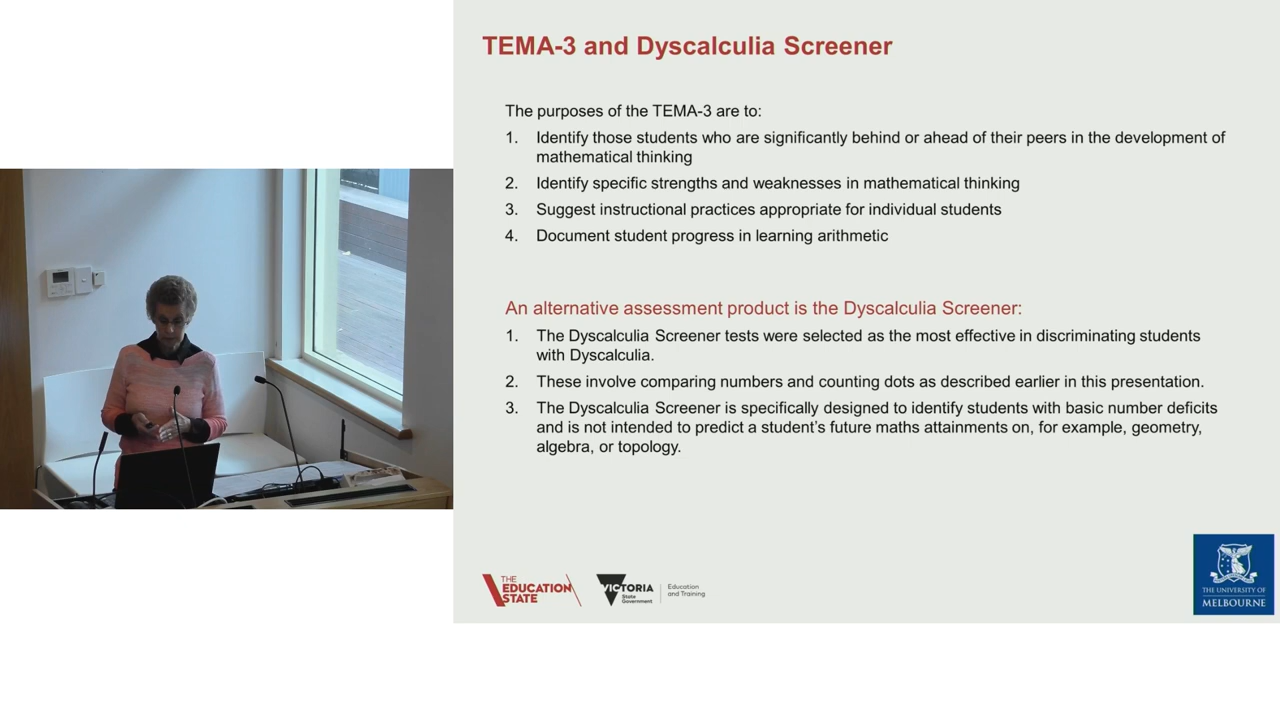 TEMA-3 and Dyscalculia Screener
The purposes of the TEMA-3 are to:
1. Identify those students who are significantly behind or ahead of their peers in the development of
mathematical thinking
2. Identify specific strengths and weaknesses in mathematical thinking
3. Suggest instructional practices appropriate for individual students
4. Document student progress in learning arithmetic
An alternative assessment product is the Dyscalculia Screener:
1. The Dyscalculia Screener tests were selected as the most effective in discriminating students
with Dyscalculia.
2. These involve comparing numbers and counting dots as described earlier in this presentation.
3. The Dyscalculia Screener is specifically designed to identify students with basic number deficits
and is not intended to predict a student's future maths attainments on, for example, geometry,
algebra, or topology.
THE
EDUCATION
STATE
VICTORIA
State
Government
Education
and Training
THE UNIVERSITY OF
MELBOURNE